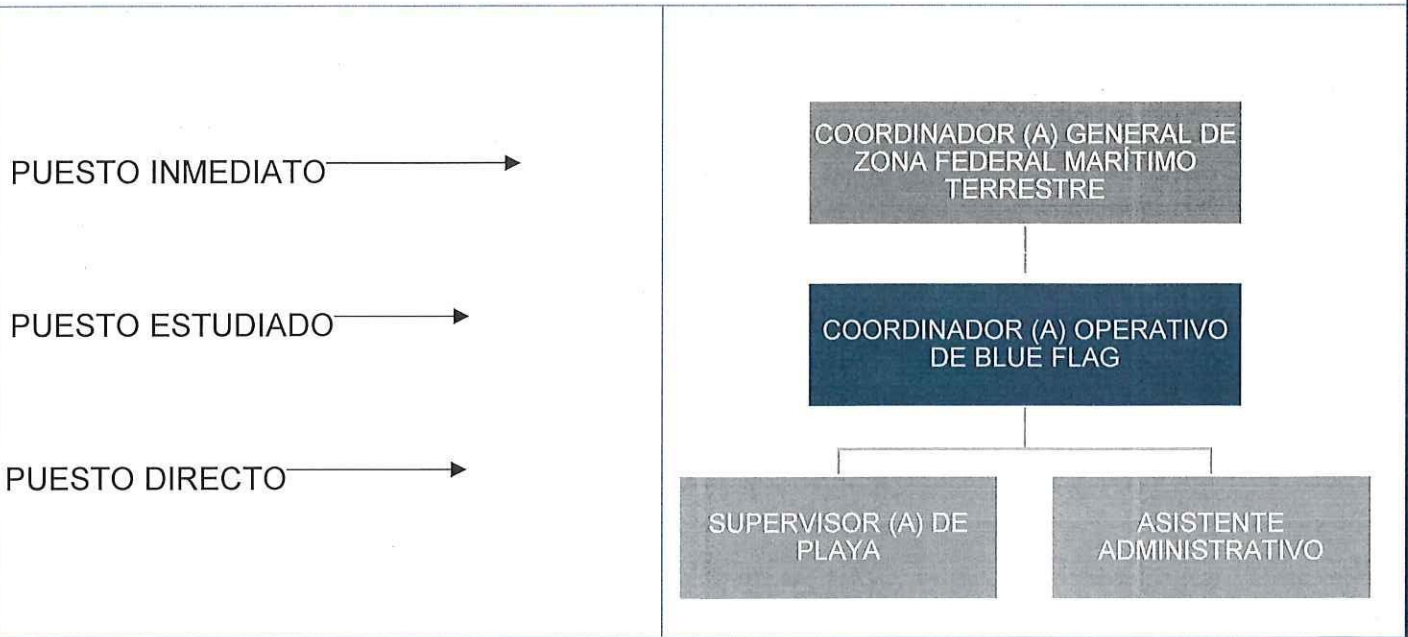 PUESTO INMEDIATO
COORDINADOR (A) GENERAL DE
ZONA FEDERAL MARÍTIMO
TERRESTRE
PUESTO ESTUDIADO
COORDINADOR (A) OPERATIVO
DE BLUE FLAG
PUESTO DIRECTO
SUPERVISOR (A) DE
PLAYA
ASISTENTE
ADMINISTRATIVO